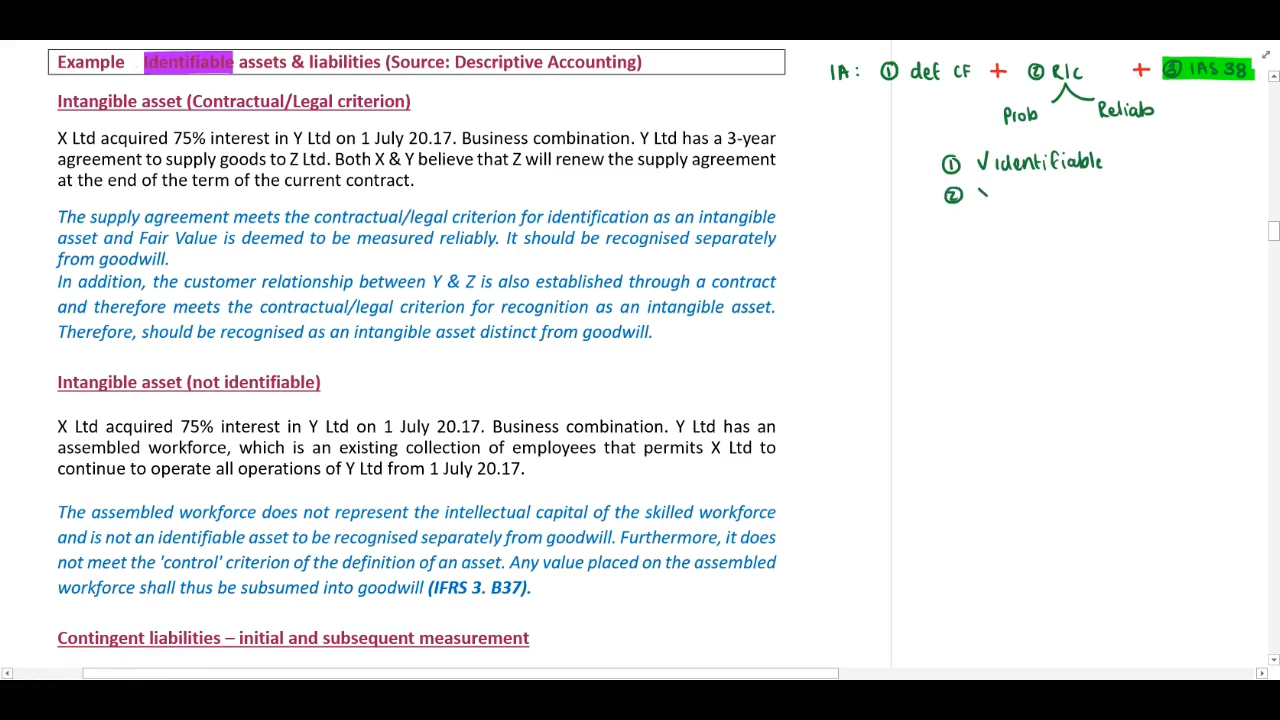 Example Identifiable assets & liabilities (Source: Descriptive Accounting)
Intangible asset (Contractual/Legal criterion)
X Ltd acquired 75% interest in Y Ltd on 1 July 20.17. Business combination. Y Ltd has a 3-year
agreement to supply goods to Z Ltd. Both X & Y believe that Z will renew the supply agreement
at the end of the term of the current contract.
The supply agreement meets the contractual/legal criterion for identification as an intangible
asset and Fair Value is deemed to be measured reliably. It should be recognised separately
from goodwill.
In addition, the customer relationship between Y & Z is also established through a contract
and therefore meets the contractual/legal criterion for recognition as an intangible asset.
Therefore, should be recognised as an intangible asset distinct from goodwill.
Intangible asset (not identifiable)
X Ltd acquired 75% interest in Y Ltd on 1 July 20.17. Business combination. Y Ltd has an
assembled workforce, which is an existing collection of employees that permits X Ltd to
continue to operate all operations of Y Ltd from 1 July 20.17.
The assembled workforce does not represent the intellectual capital of the skilled workforce
and is not an identifiable asset to be recognised separately from goodwill. Furthermore, it does
not meet the 'control' criterion of the definition of an asset. Any value placed on the assembled
workforce shall thus be subsumed into goodwill (IFRS 3. B37).
Contingent liabilities – initial and subsequent measurement
IA: ① def CF + ② R/c + ③ IAS 38
Prob Reliab
① √ identifiable
②